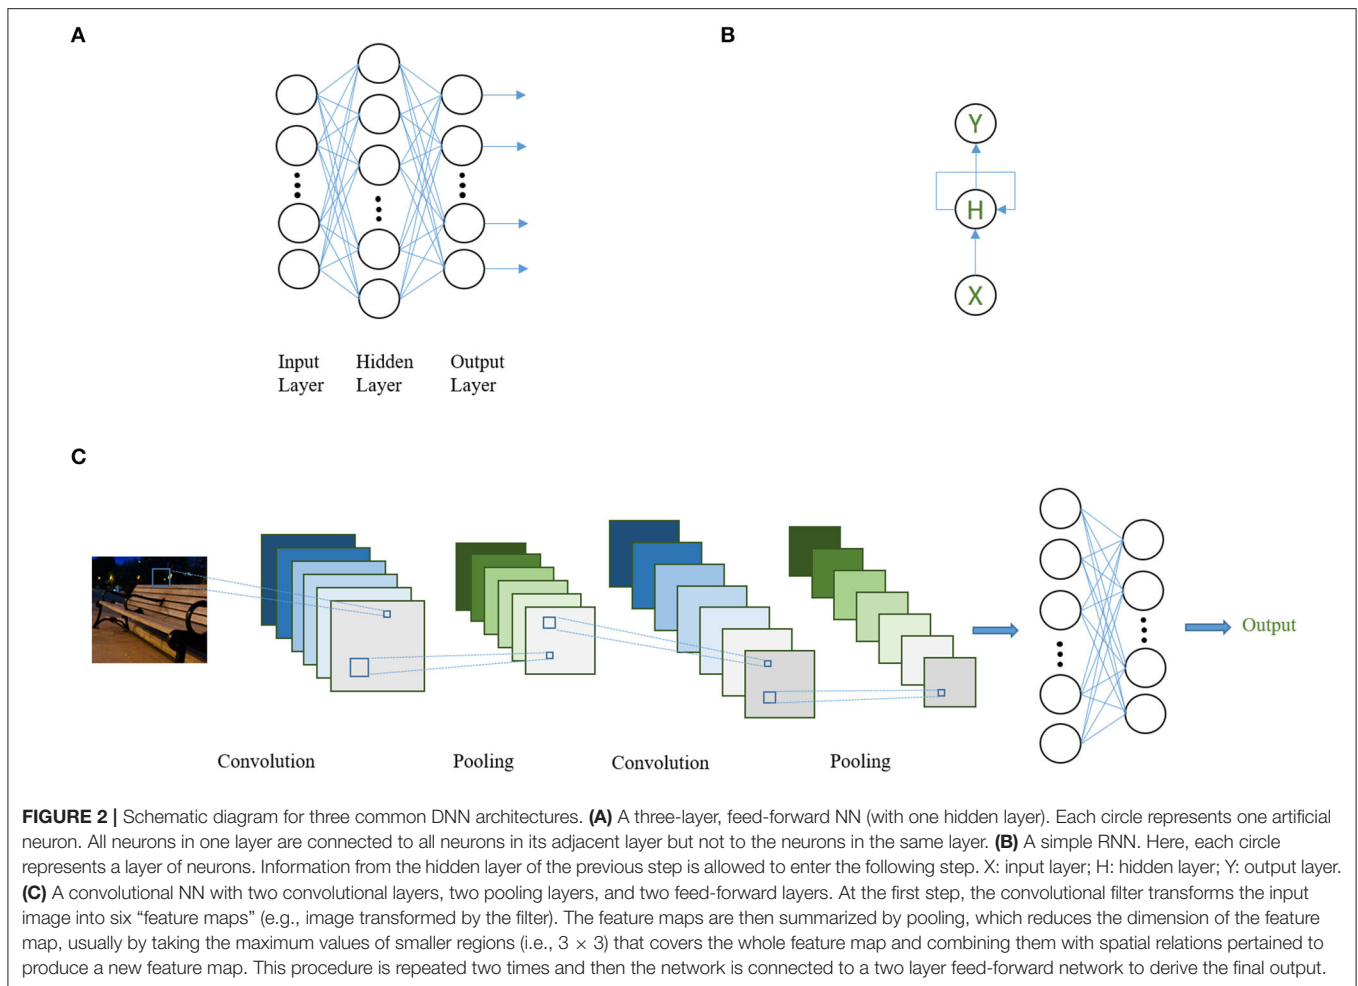 A
B
Y
H
X
Input Layer
Hidden Layer
Output Layer
C
Convolution
Pooling
Convolution
Pooling
Output
FIGURE 2 | Schematic diagram for three common DNN architectures. (A) A three-layer, feed-forward NN (with one hidden layer). Each circle represents one artificial
neuron. All neurons in one layer are connected to all neurons in its adjacent layer but not to the neurons in the same layer. (B) A simple RNN. Here, each circle
represents a layer of neurons. Information from the hidden layer of the previous step is allowed to enter the following step. X: input layer; H: hidden layer; Y: output layer.
(C) A convolutional NN with two convolutional layers, two pooling layers, and two feed-forward layers. At the first step, the convolutional filter transforms the input
image into six “feature maps” (e.g., image transformed by the filter). The feature maps are then summarized by pooling, which reduces the dimension of the feature
map, usually by taking the maximum values of smaller regions (i.e., 3 × 3) that covers the whole feature map and combining them with spatial relations pertained to
produce a new feature map. This procedure is repeated two times and then the network is connected to a two layer feed-forward network to derive the final output.